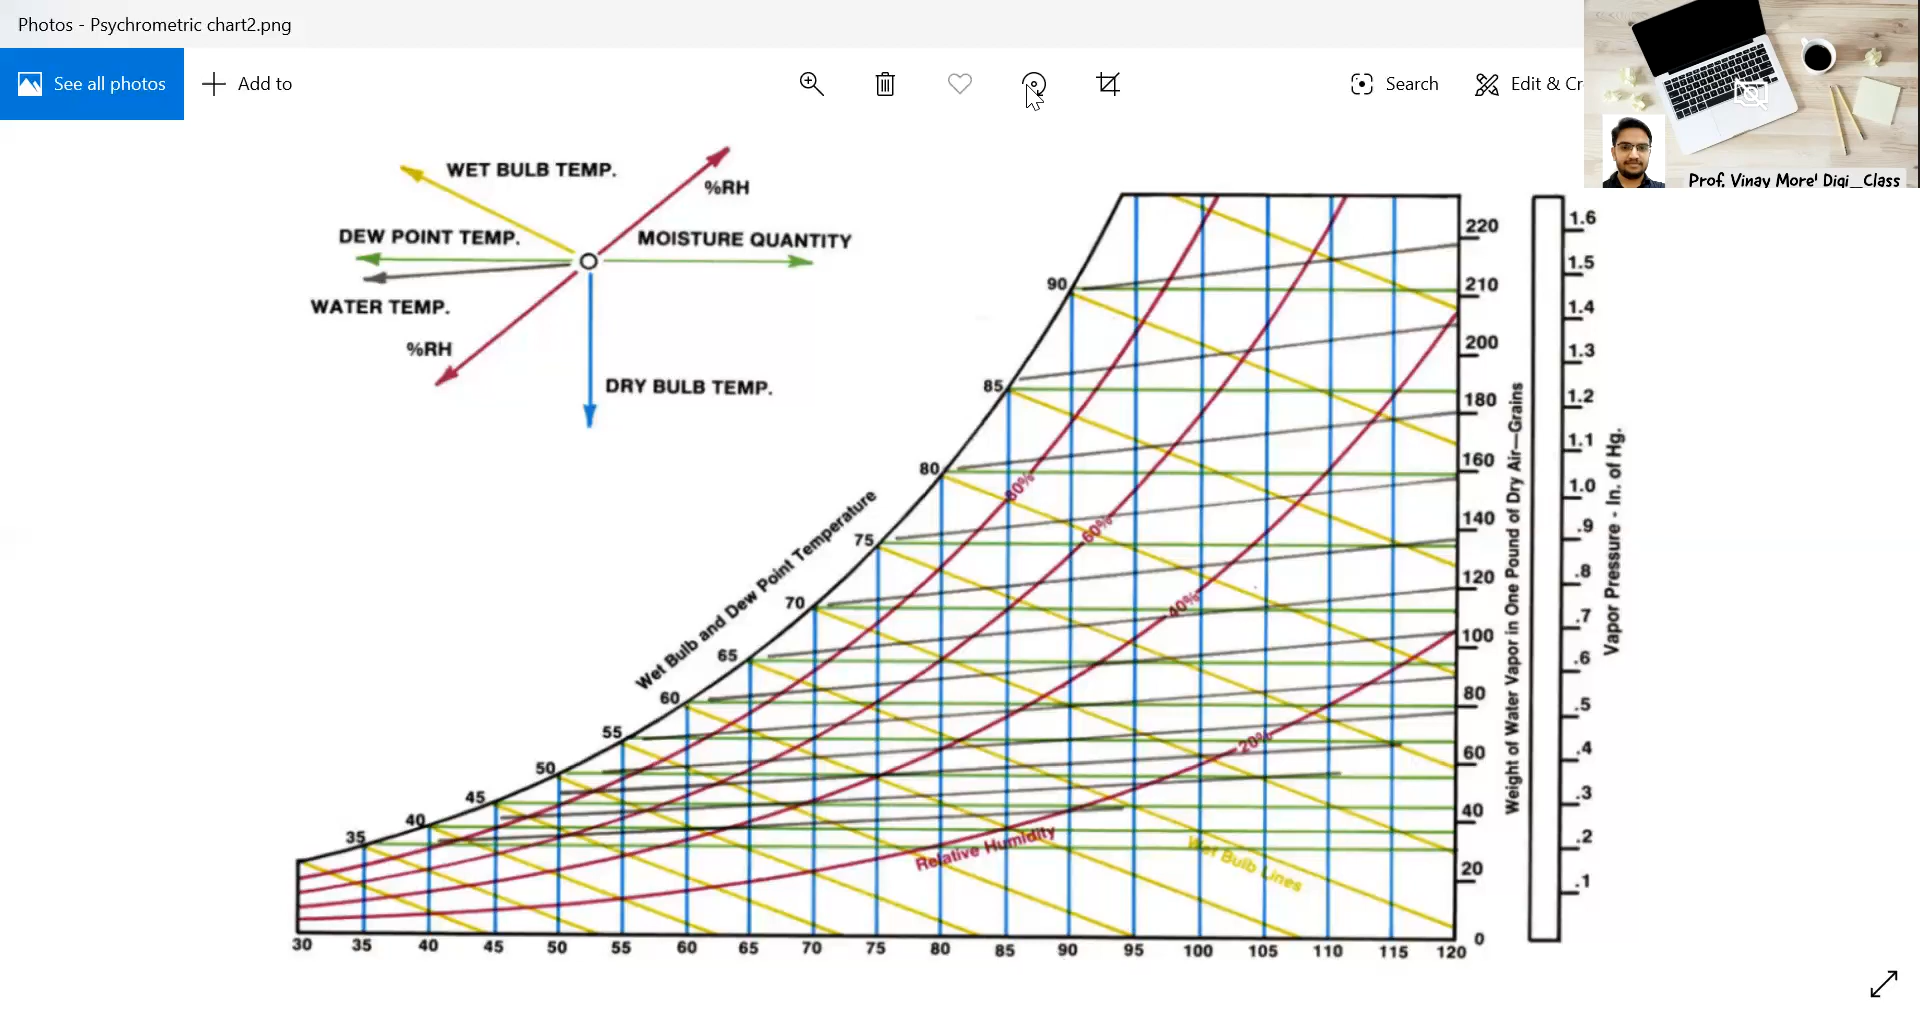 Photos - Psychrometric chart2.png
See all photos
Add to
Search
Edit & Cr
Prof. Vinay More' Digi_Class
WET BULB TEMP.
%RH
DEW POINT TEMP.
MOISTURE QUANTITY
WATER TEMP.
%RH
DRY BULB TEMP.
Wet Bulb and Dew Point Temperature
90
85
80
75
70
65
60
55
50
45
40
35
80%
60%
40%
20%
Relative Humidity
Wet Bulb Lines
30 35 40 45 50 55 60 65 70 75 80 85 90 95 100 105 110 115 120
220
210
200
180
160
140
120
100
80
60
40
20
0
Weight of Water Vapor in One Pound of Dry Air—Grains
1.6
1.5
1.4
1.3
1.2
1.1
1.0
.9
.8
.7
.6
.5
.4
.3
.2
.1
Vapor Pressure - In. of Hg.